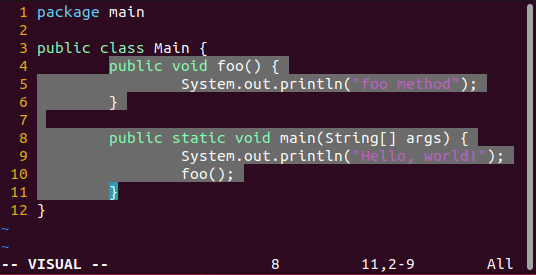 1 package main
2
3 public class Main {
4         public void foo() {
5                 System.out.println("foo method");
6         }
7
8         public static void main(String[] args) {
9                 System.out.println("Hello, world!");
10                 foo();
11         }
12 }
~
~
-- VISUAL --                  8         11,2-9        All